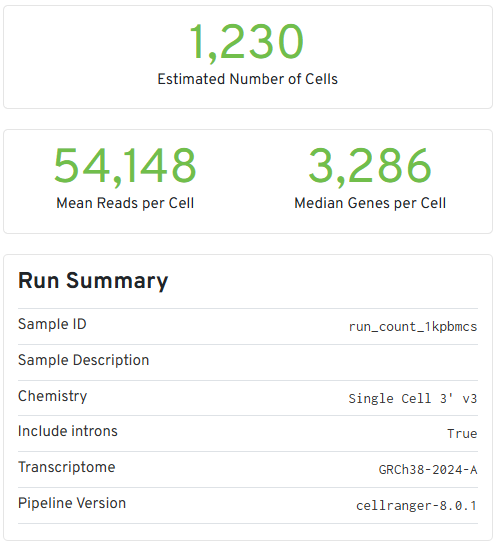 1,230
Estimated Number of Cells
54,148 3,286
Mean Reads per Cell Median Genes per Cell
Run Summary
Sample ID run_count_1kpbmcs
Sample Description
Chemistry Single Cell 3' v3
Include introns True
Transcriptome GRCh38-2024-A
Pipeline Version cellranger-8.0.1